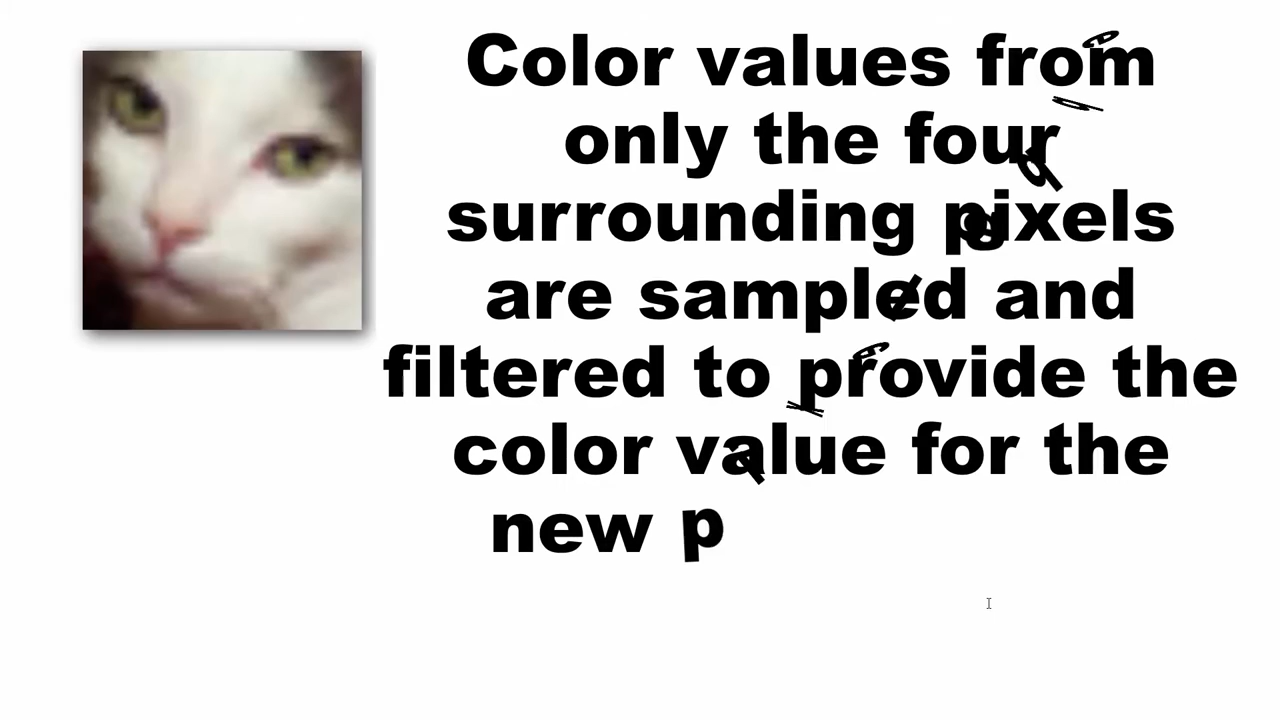 Color values from
only the four
surrounding pixels
are sampled and
filtered to provide the
color value for the
new p